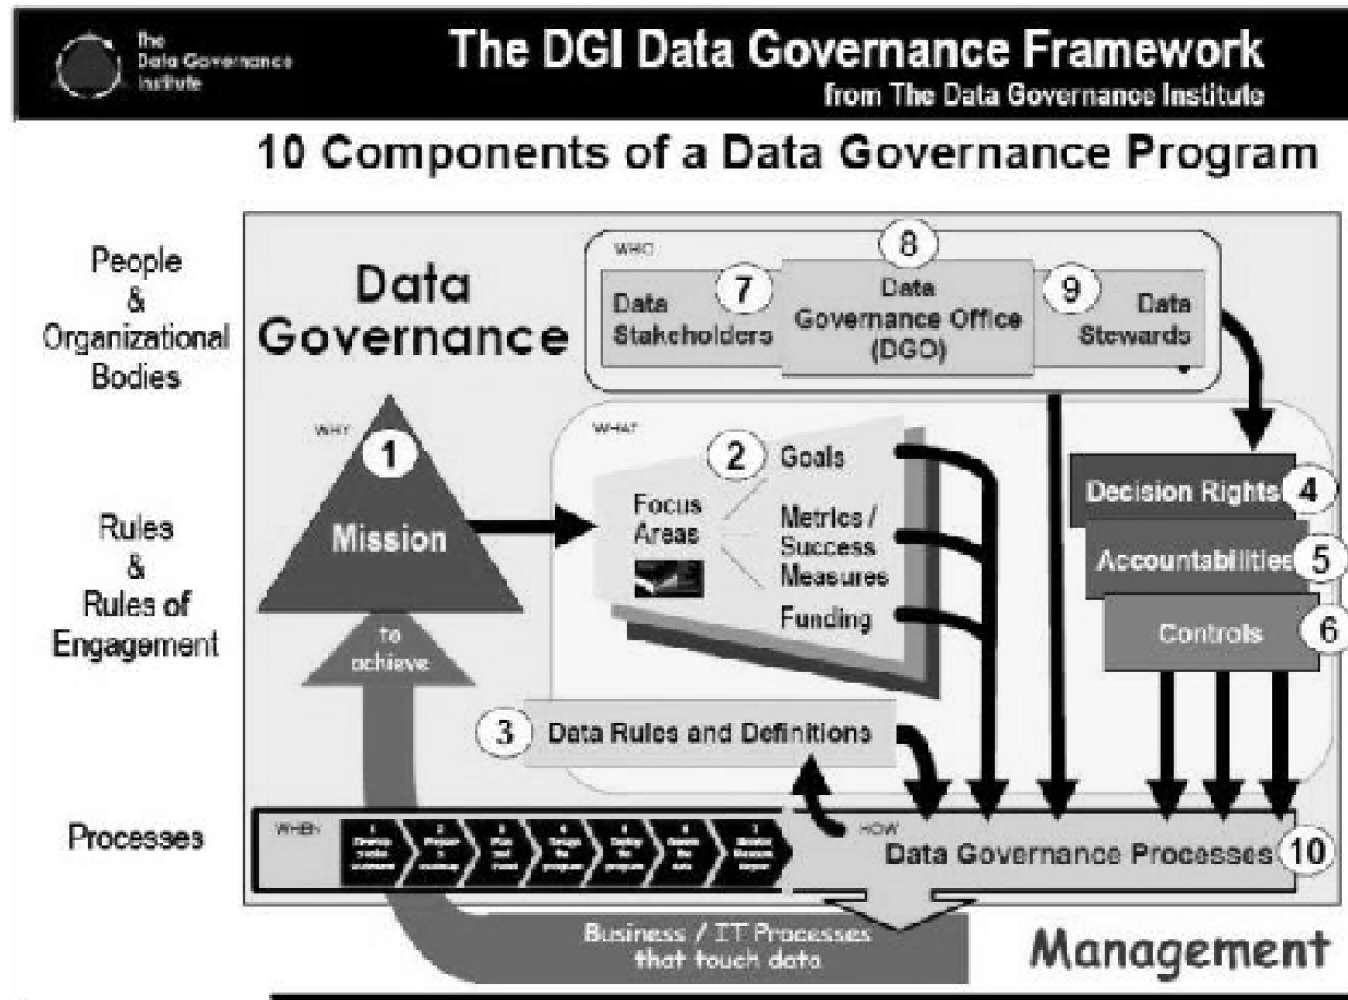 The
Data Governance
Institute
The DGI Data Governance Framework
from The Data Governance Institute
10 Components of a Data Governance Program
People
&
Organizational
Bodies
Rules
&
Rules of
Engagement
Processes
Data
Governance
WHO
7
Data
Stakeholders
8
Data
Governance Office
(DGO)
9
Data
Stewards
WHY
1
Mission
to
achieve
WHAT
2
Focus
Areas
Goals
Metrics /
Success
Measures
Funding
Decision Rights
4
Accountabilities
5
Controls
6
3
Data Rules and Definitions
WHEN
HOW
Data Governance Processes
10
Business / IT Processes
that touch data
Management